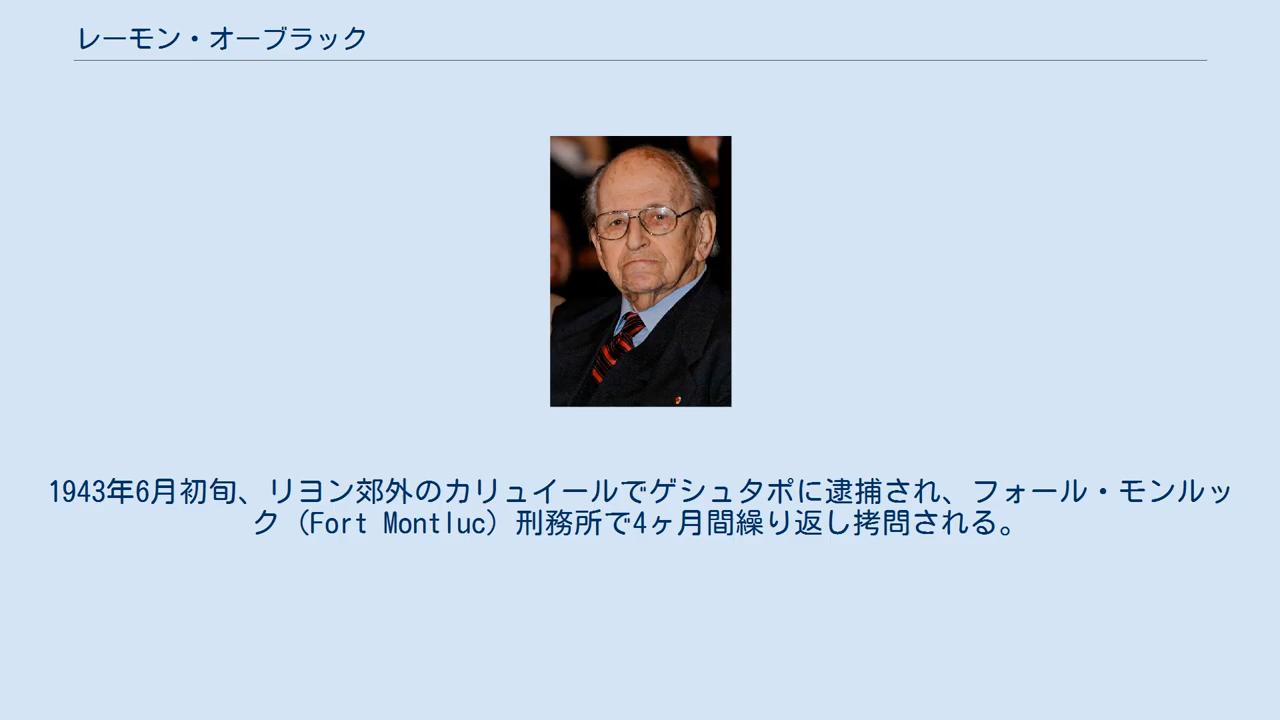 レーモン・オーブラック
1943年6月初旬、リヨン郊外のカリュイールでゲシュタポに逮捕され、フォール・モンルッ
ク（Fort Montluc）刑務所で4ヶ月間繰り返し拷問される。